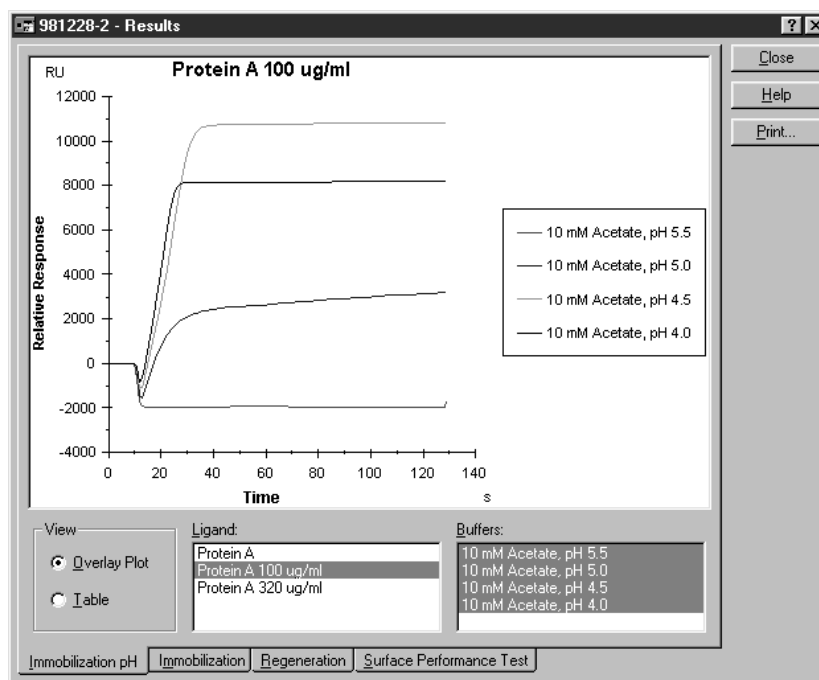 981228-2 - Results
Close
Help
Print...
RU
Protein A 100 ug/ml
12000
10000
8000
6000
4000
2000
0
-2000
-4000
Relative Response
0 20 40 60 80 100 120 140
Time
s
10 mM Acetate, pH 5.5
10 mM Acetate, pH 5.0
10 mM Acetate, pH 4.5
10 mM Acetate, pH 4.0
View
Overlay Plot
Table
Ligand:
Protein A
Protein A 100 ug/ml
Protein A 320 ug/ml
Buffers:
10 mM Acetate, pH 5.5
10 mM Acetate, pH 5.0
10 mM Acetate, pH 4.5
10 mM Acetate, pH 4.0
Immobilization pH
Immobilization
Regeneration
Surface Performance Test